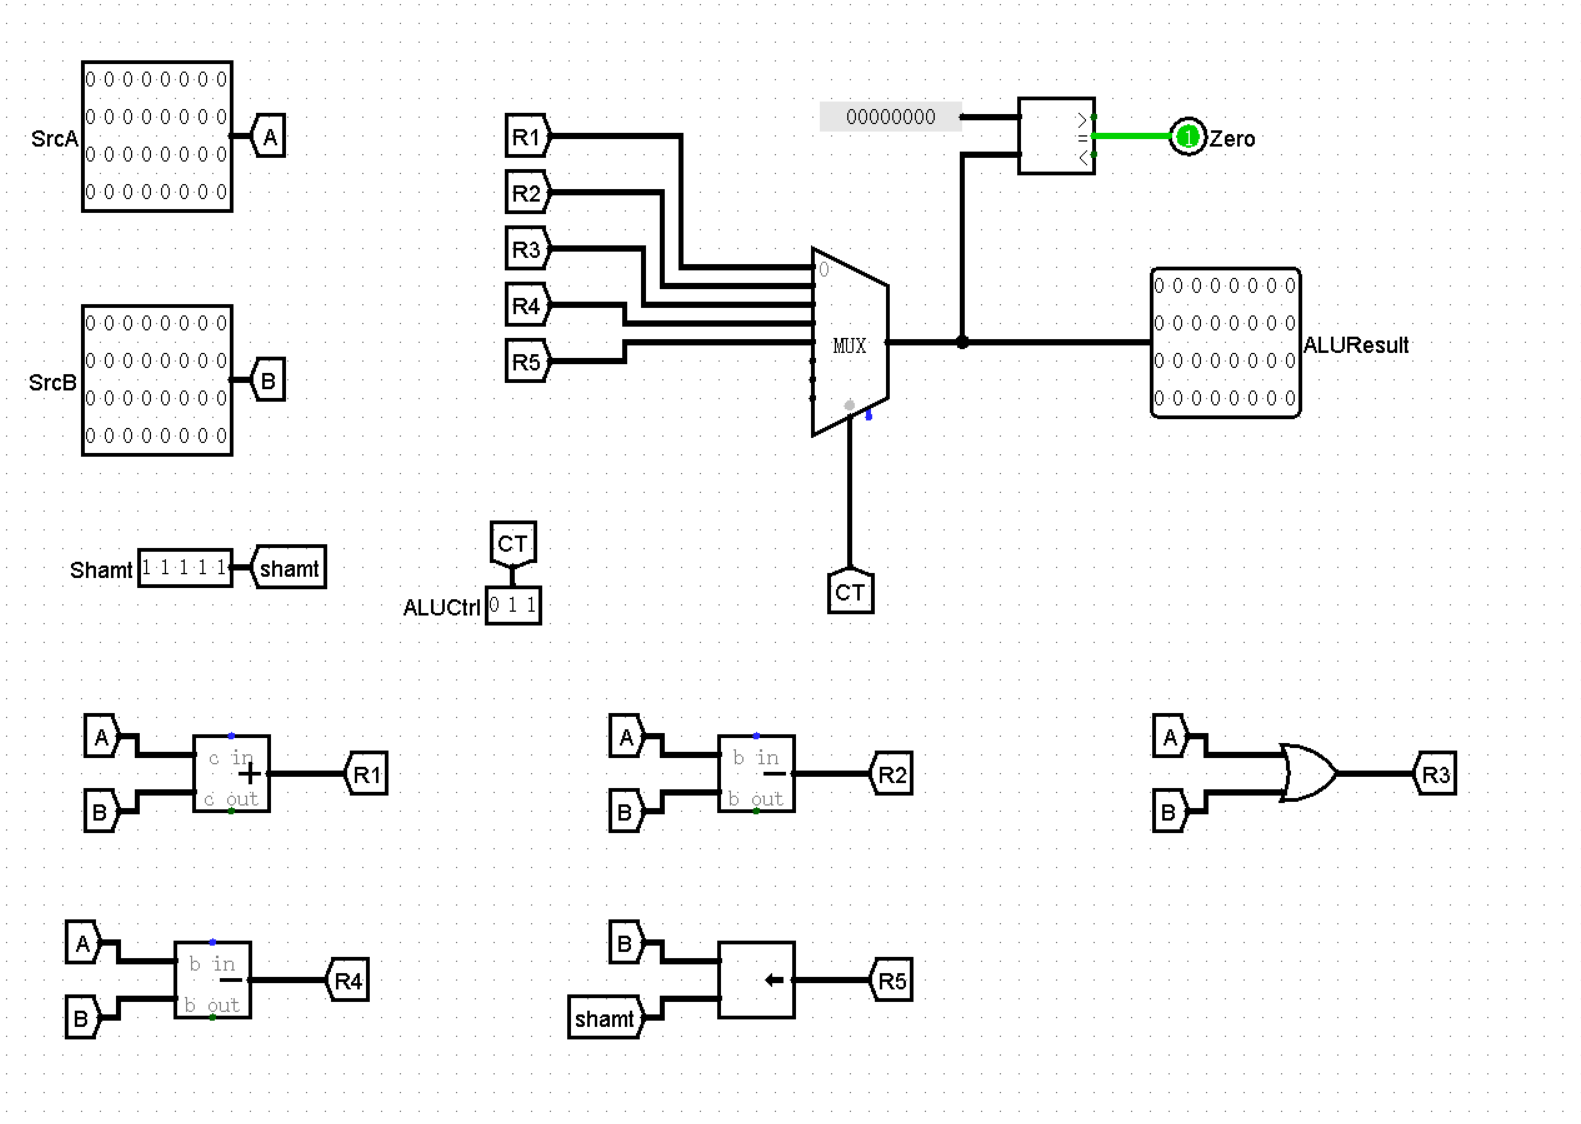 SrcA
0 0 0 0 0 0 0 0
0 0 0 0 0 0 0 0
0 0 0 0 0 0 0 0
0 0 0 0 0 0 0 0
A
SrcB
0 0 0 0 0 0 0 0
0 0 0 0 0 0 0 0
0 0 0 0 0 0 0 0
0 0 0 0 0 0 0 0
B
Shamt
1 1 1 1 1
shamt
CT
ALUCtrl
0 1 1
R1
R2
R3
R4
R5
0
MUX
CT
00000000
>
=
<
1
Zero
0 0 0 0 0 0 0 0
0 0 0 0 0 0 0 0
0 0 0 0 0 0 0 0
0 0 0 0 0 0 0 0
ALUResult
A
B
c in
+
c out
R1
A
B
b in
−
b out
R2
A
B
R3
A
B
b in
−
b out
R4
B
shamt
←
R5